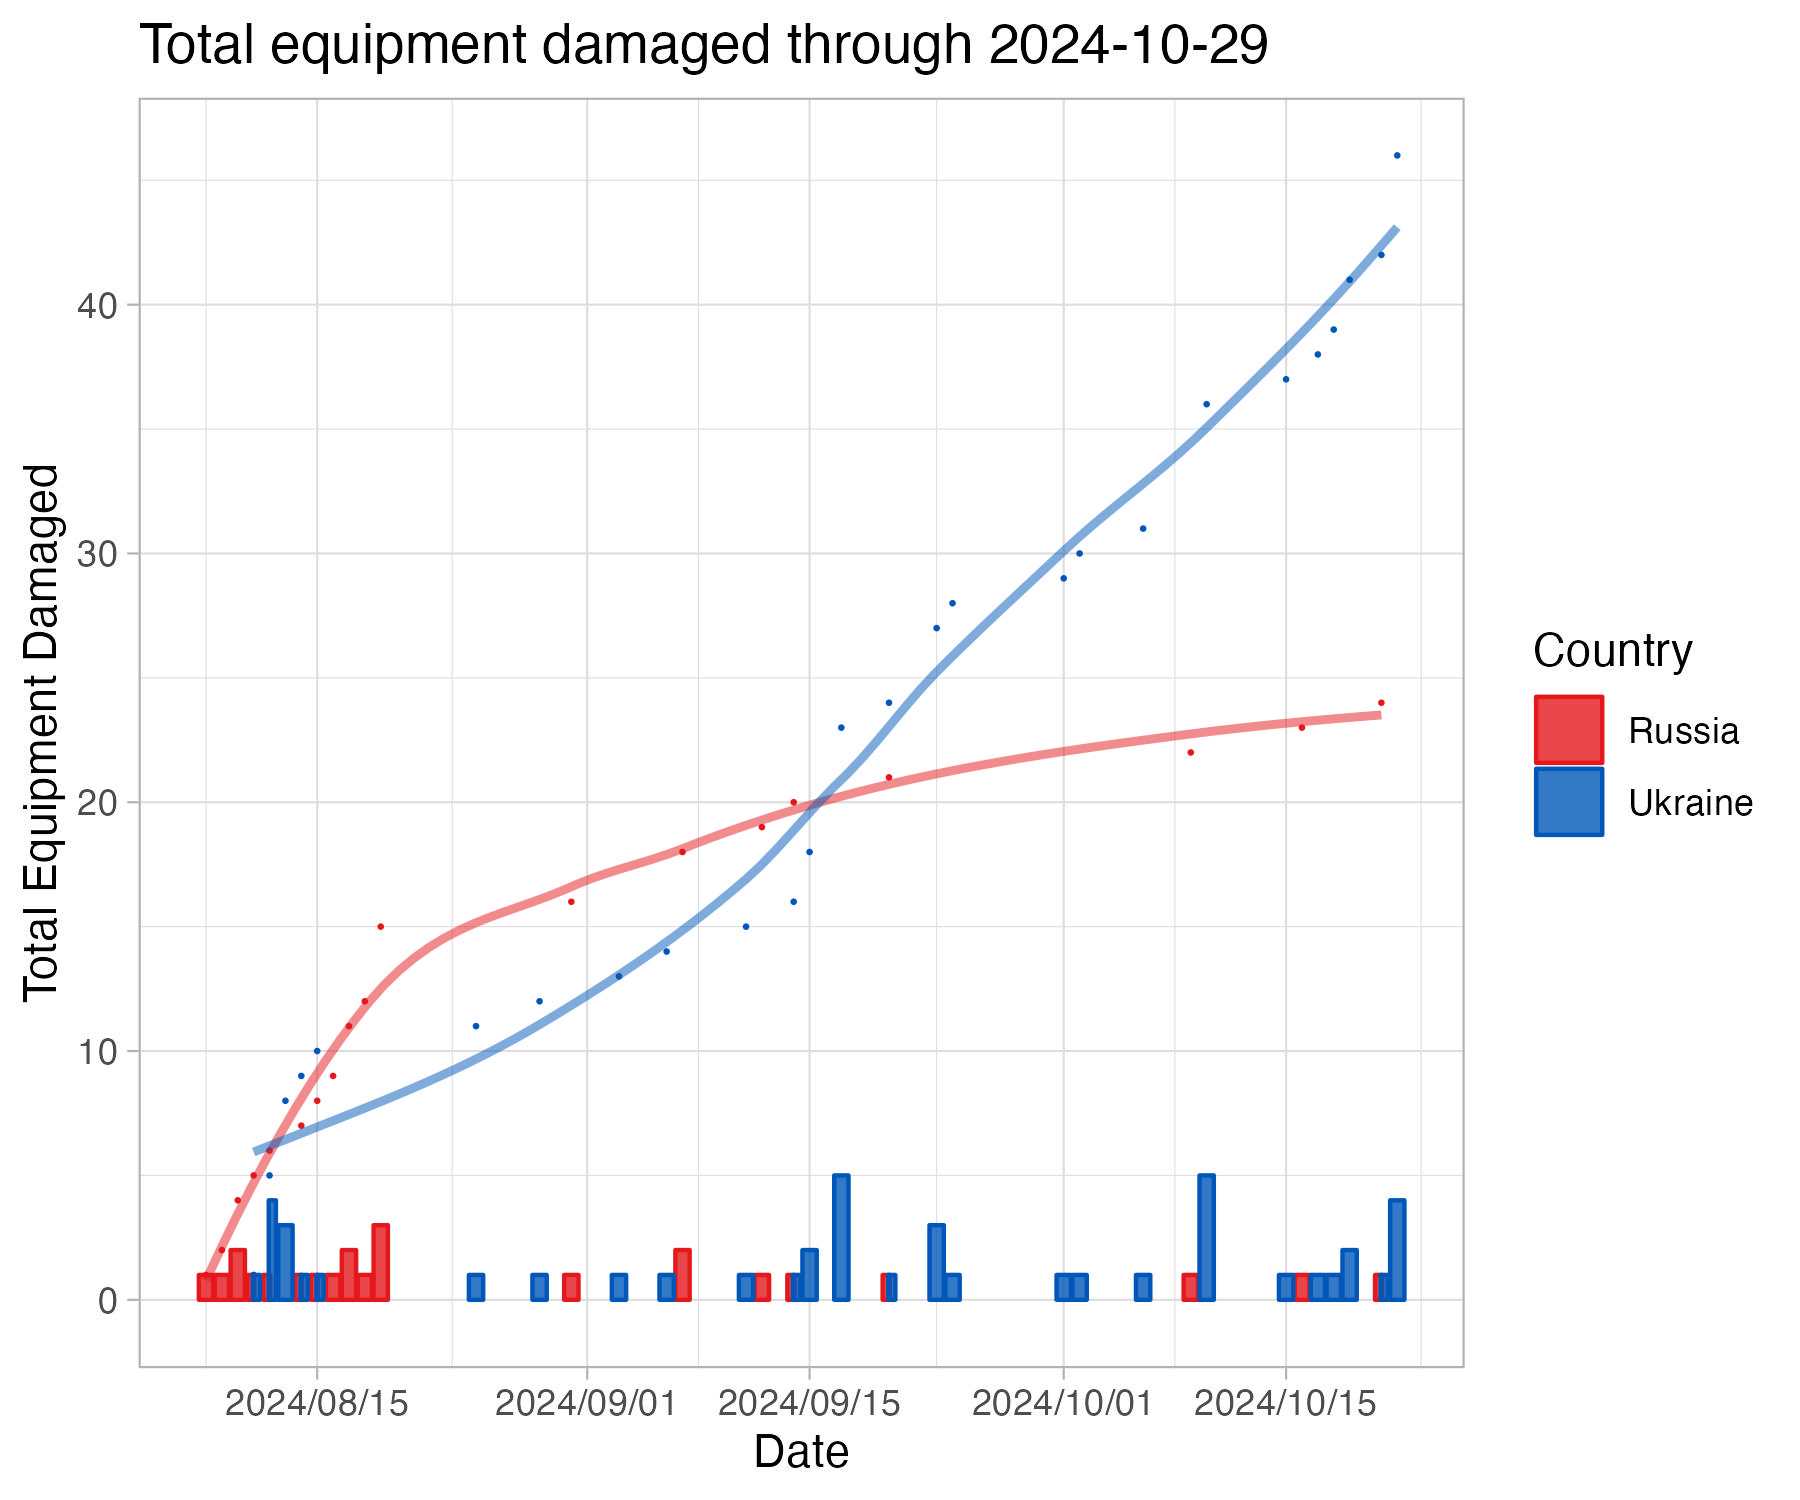 Total equipment damaged through 2024-10-29
Total Equipment Damaged
40
30
20
10
0
2024/08/15
2024/09/01
2024/09/15
2024/10/01
2024/10/15
Date
Country
Russia
Ukraine